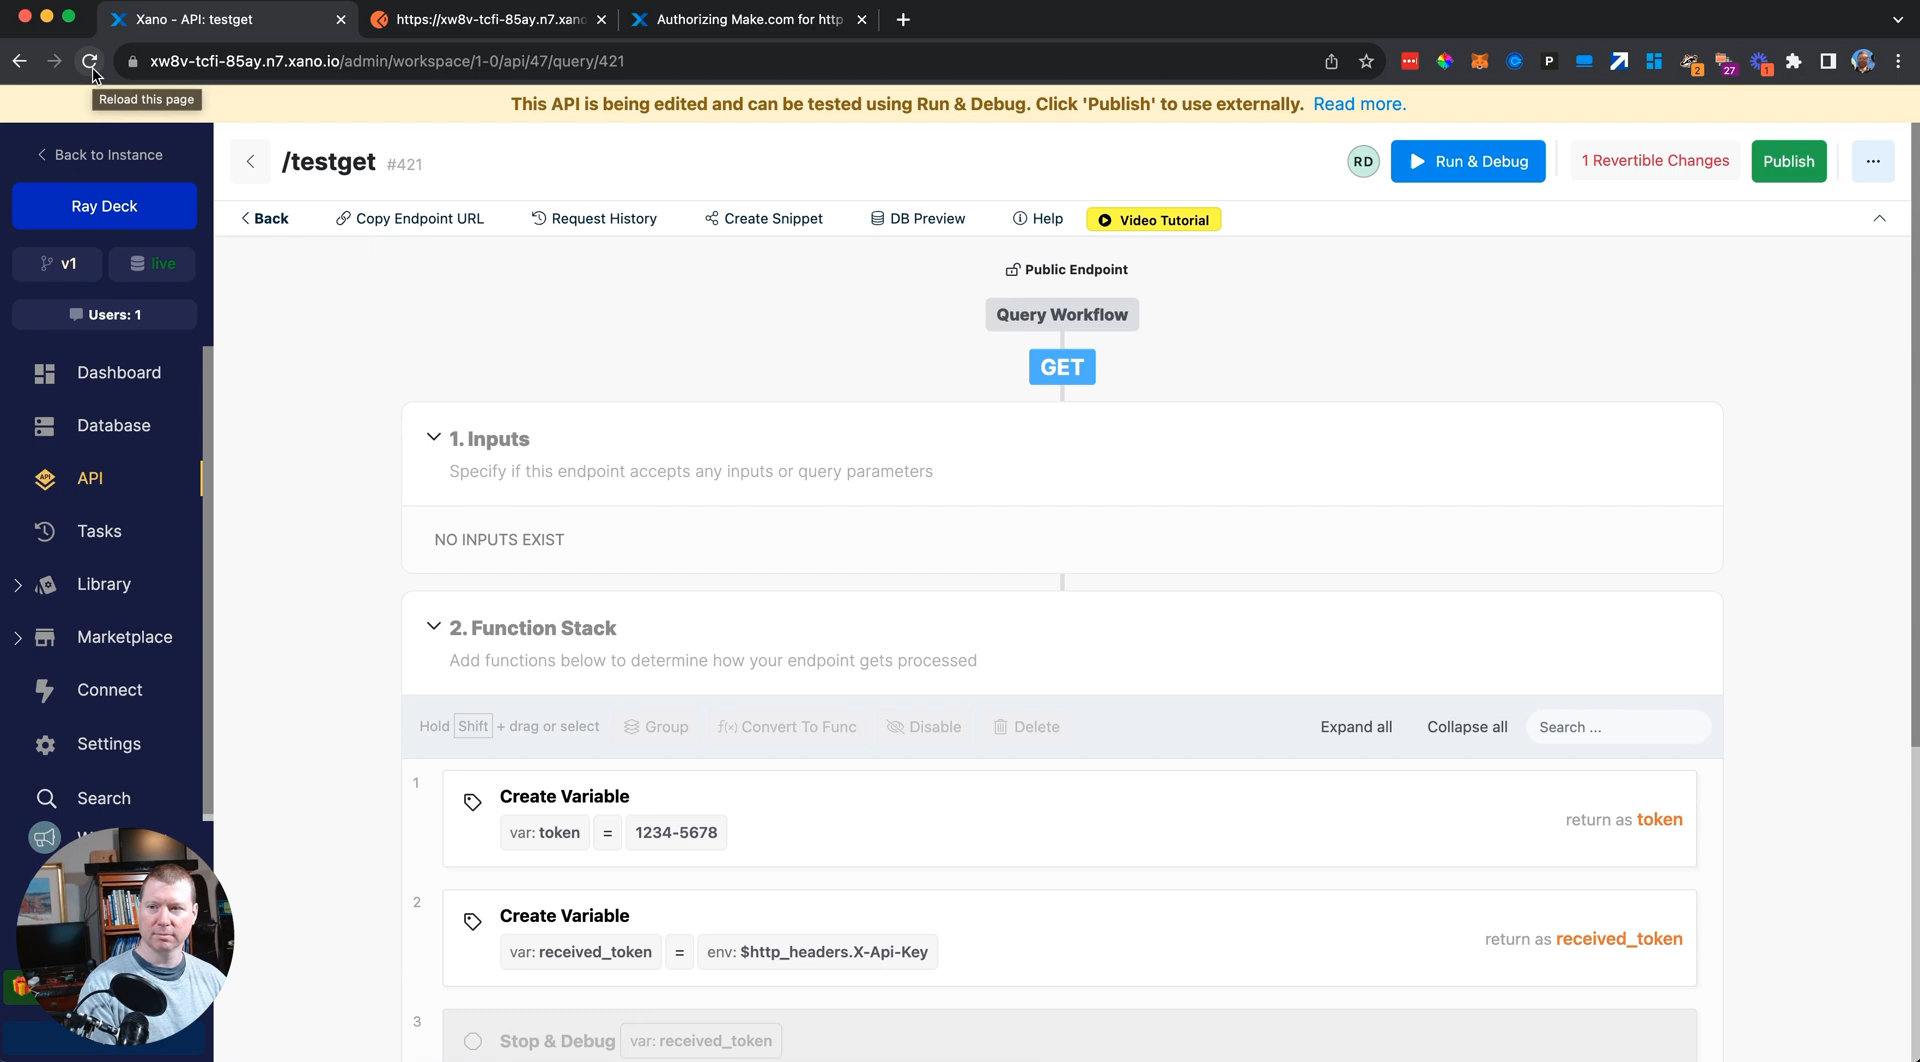 Xano - API: testget
https://xw8v-tcfi-85ay.n7.xano
Authorizing Make.com for http
xw8v-tcfi-85ay.n7.xano.io/admin/workspace/1-0/api/47/query/421
P
2
27
1
Reload this page
This API is being edited and can be tested using Run & Debug. Click 'Publish' to use externally. Read more.
Back to Instance
/testget #421
RD
Run & Debug
1 Revertible Changes
Publish
...
Ray Deck
Back
Copy Endpoint URL
Request History
Create Snippet
DB Preview
Help
Video Tutorial
v1
live
Users: 1
Public Endpoint
Query Workflow
GET
Dashboard
Database
API
Tasks
Library
Marketplace
Connect
Settings
Search
1. Inputs
Specify if this endpoint accepts any inputs or query parameters
NO INPUTS EXIST
2. Function Stack
Add functions below to determine how your endpoint gets processed
Hold Shift + drag or select
Group
f(x) Convert To Func
Disable
Delete
Expand all
Collapse all
Search ...
1
Create Variable
var: token = 1234-5678
return as token
2
Create Variable
var: received_token = env: $http_headers.X-Api-Key
return as received_token
3
Stop & Debug var: received_token